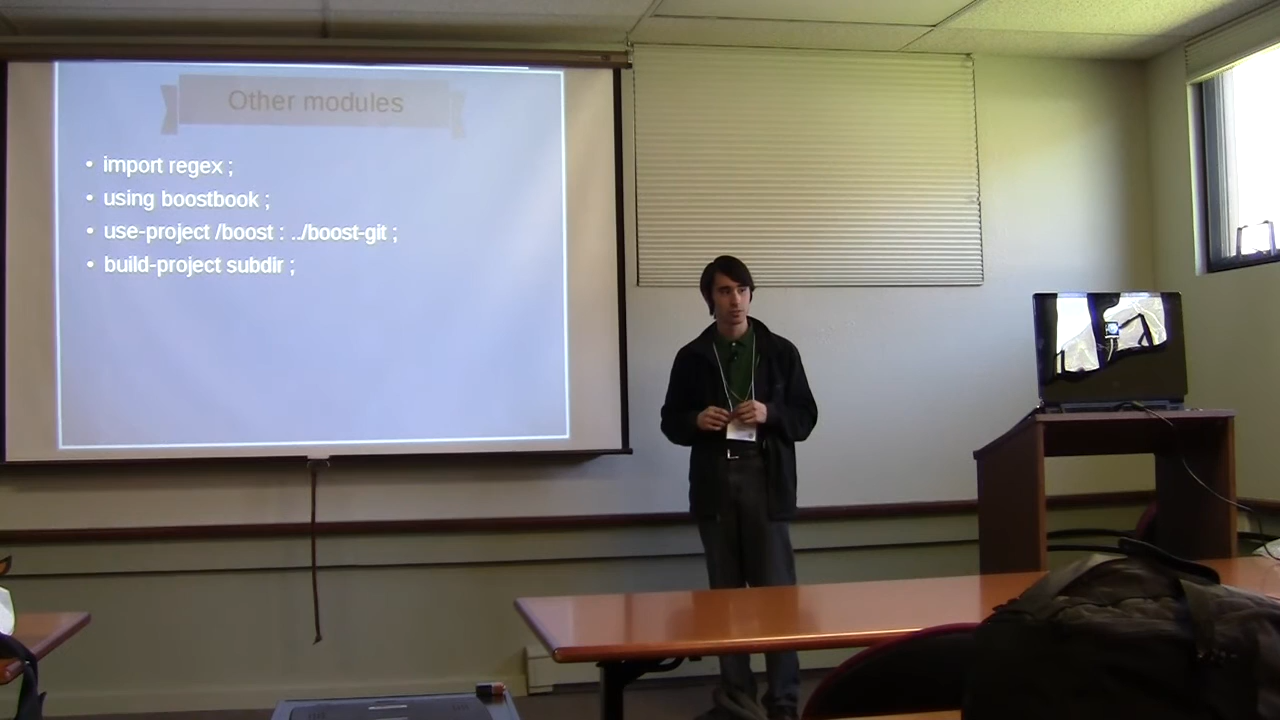 Other modules
• import regex ;
• using boostbook ;
• use-project /boost : ../boost-git ;
• build-project subdir ;